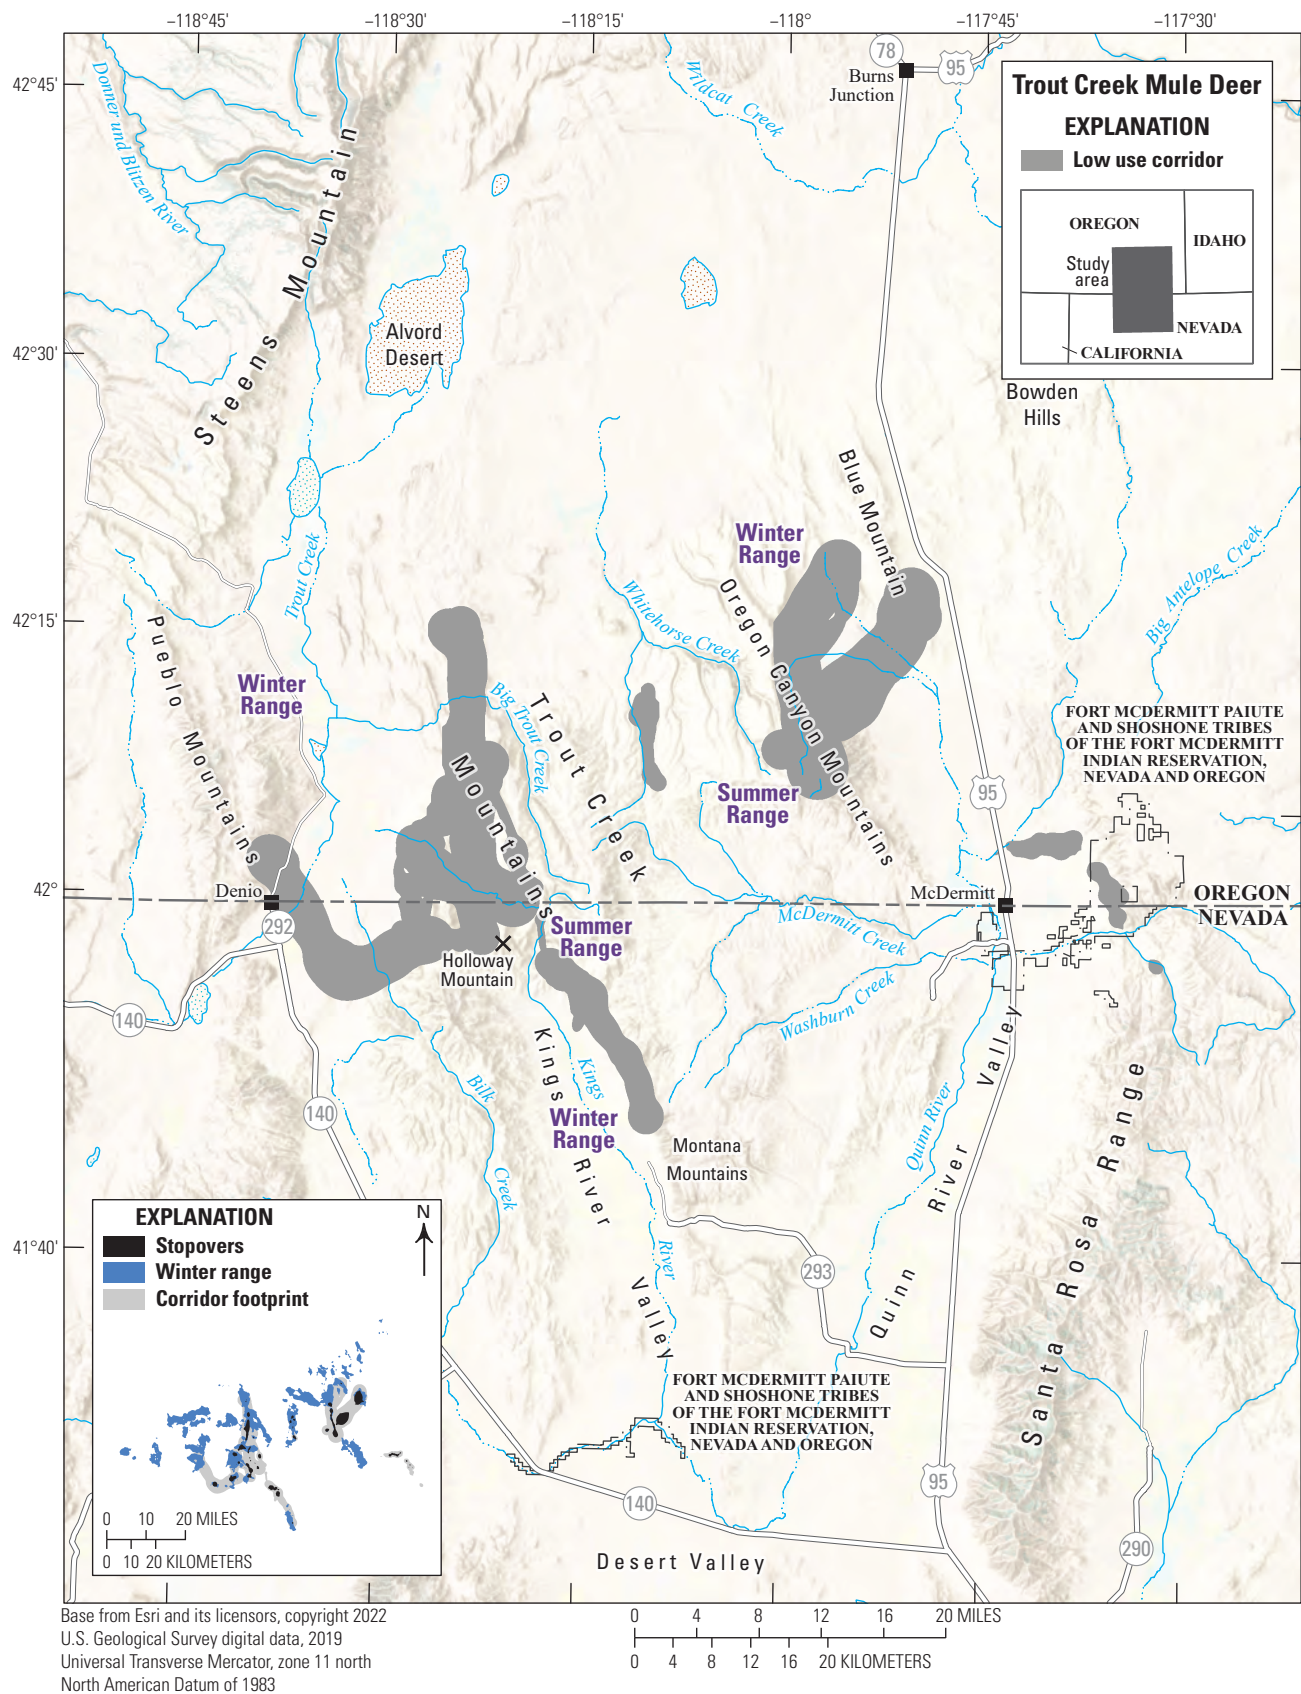 −118°45'
−118°30'
−118°15'
−118°
−117°45'
−117°30'
42°45'
42°30'
42°15'
42°
41°40'
Trout Creek Mule Deer
EXPLANATION
Low use corridor
OREGON
IDAHO
Study
area
NEVADA
CALIFORNIA
78
95
Burns
Junction
Donner und Blitzen River
Wildcat Creek
Steens Mountain
Alvord
Desert
Bowden
Hills
Blue Mountain
Winter
Range
Trout Creek
Whitehorse Creek
Oregon Canyon Mountains
Big Antelope Creek
Pueblo Mountains
Winter
Range
Big Trout Creek
Trout Creek
Mountains
Summer
Range
FORT MCDERMITT PAIUTE
AND SHOSHONE TRIBES
OF THE FORT MCDERMITT
INDIAN RESERVATION,
NEVADA AND OREGON
95
Denio
McDermitt
OREGON
NEVADA
292
Summer
Range
Holloway
Mountain
McDermitt Creek
Washburn Creek
140
140
Kings River Valley
Kings
River
Bilk
Creek
Quinn River
Quinn River Valley
Winter
Range
Montana
Mountains
Santa Rosa Range
293
FORT MCDERMITT PAIUTE
AND SHOSHONE TRIBES
OF THE FORT MCDERMITT
INDIAN RESERVATION,
NEVADA AND OREGON
140
95
290
Desert Valley
EXPLANATION
N
Stopovers
Winter range
Corridor footprint
0 10 20 MILES
0 10 20 KILOMETERS
Base from Esri and its licensors, copyright 2022
U.S. Geological Survey digital data, 2019
Universal Transverse Mercator, zone 11 north
North American Datum of 1983
0 4 8 12 16 20 MILES
0 4 8 12 16 20 KILOMETERS